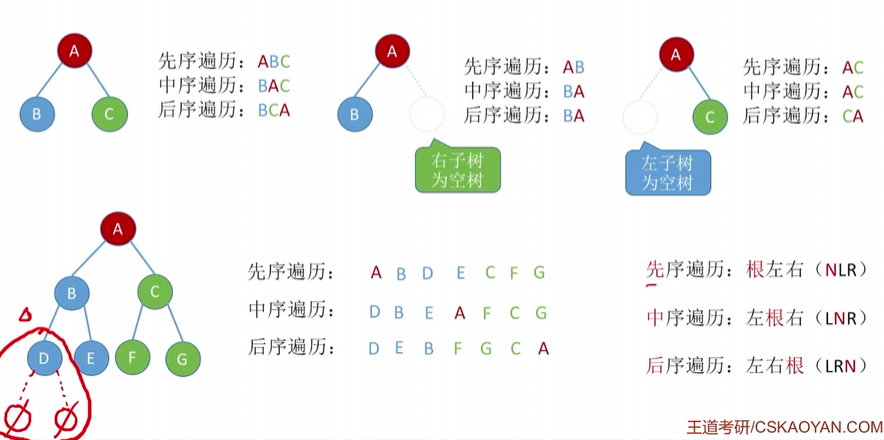 A
B
C
先序遍历：ABC
中序遍历：BAC
后序遍历：BCA
A
B
右子树
为空树
先序遍历：AB
中序遍历：BA
后序遍历：BA
A
C
左子树
为空树
先序遍历：AC
中序遍历：AC
后序遍历：CA
A
B
C
D
E
F
G
先序遍历： A B D E C F G
中序遍历： D B E A F C G
后序遍历： D E B F G C A
先序遍历：根左右（NLR）
中序遍历：左根右（LNR）
后序遍历：左右根（LRN）
王道考研/CSKAOYAN.COM